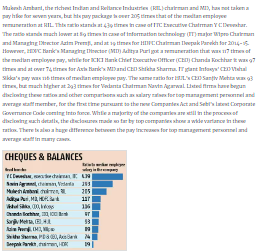 Mukesh Ambani, the richest Indian and Reliance Industries (RIL) chairman and MD, has not taken a
pay hike for seven years, but his pay package is over 205 times that of the median employee
remuneration at RIL. This ratio stands at 439 times in case of ITC Executive Chairman Y C Deveshwar.
The ratio stands much lower at 89 times in case of information technology (IT) major Wipro Chairman
and Managing Director Azim Premji, and at 19 times for HDFC Chairman Deepak Parekh for 2014-15.
However, HDFC Bank's Managing Director (MD) Aditya Puri got a remuneration that was 117 times of
the median employee pay, while for ICICI Bank Chief Executive Officer (CEO) Chanda Kochhar it was 97
times and at over 74 times for Axis Bank's MD and CEO Shikha Sharma. IT giant Infosys' CEO Vishal
Sikka's pay was 116 times of median employee pay. The same ratio for HUL's CEO Sanjiv Mehta was 93
times, but much higher at 293 times for Vedanta Chairman Navin Agarwal. Listed firms have begun
disclosing these ratios and other comparisons such as salary raises for top management personnel and
average staff member, for the first time pursuant to the new Companies Act and Sebi's latest Corporate
Governance Code coming into force. While a majority of the companies are still in the process of
disclosing such details, the disclosures made so far by top companies show a wide variance in these
ratios. There is also a huge difference between the pay increases for top management personnel and
average staff in many cases.
CHEQUES & BALANCES
Ratio to median employee
salary in the company
Y C Deveshwar, executive chairman, ITC 439
Navin Agarwal, chairman, Vedanta 293
Mukesh Ambani, chairman, RIL 205
Aditya Puri, MD, HDFC Bank 117
Vishal Sikka, CEO, Infosys 116
Chanda Kochhar, CEO, ICICI Bank 97
Sanjiv Mehta, CEO, HUL 93
Azim Premji, CMD, Wipro 89
Shikha Sharma, MD & CEO, Axis Bank 74
Deepak Parekh, chairman, HDFC 19